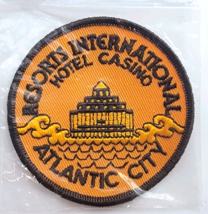 RESORTS INTERNATIONAL
HOTEL CASINO
ATLANTIC CITY